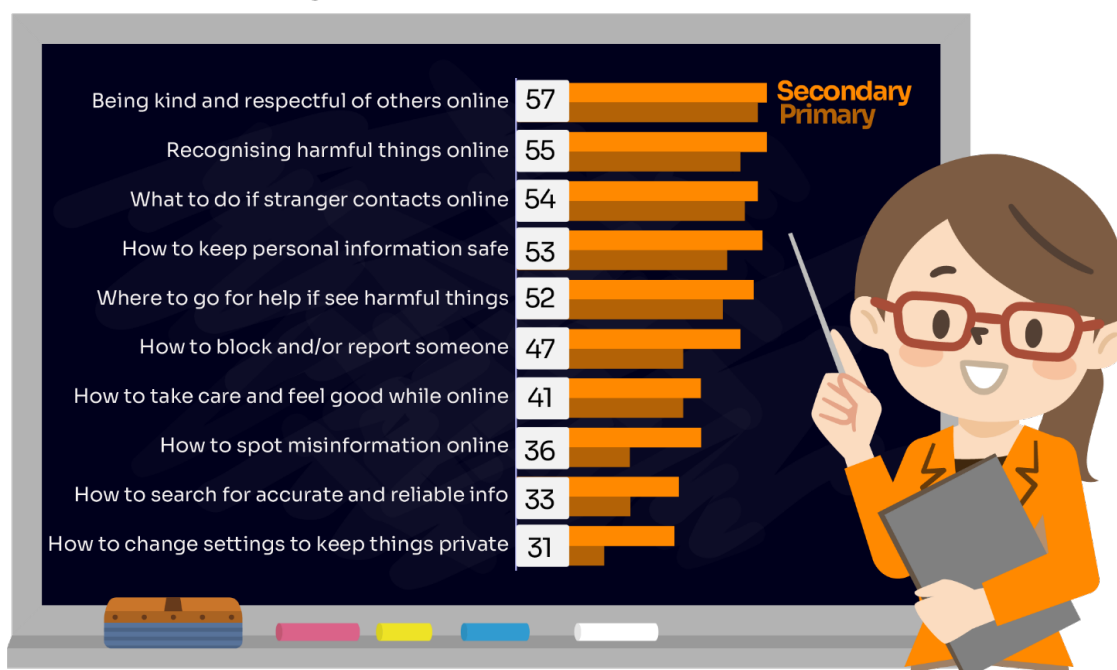 Being kind and respectful of others online 57
Secondary
Primary
Recognising harmful things online 55
What to do if stranger contacts online 54
How to keep personal information safe 53
Where to go for help if see harmful things 52
How to block and/or report someone 47
How to take care and feel good while online 41
How to spot misinformation online 36
How to search for accurate and reliable info 33
How to change settings to keep things private 31